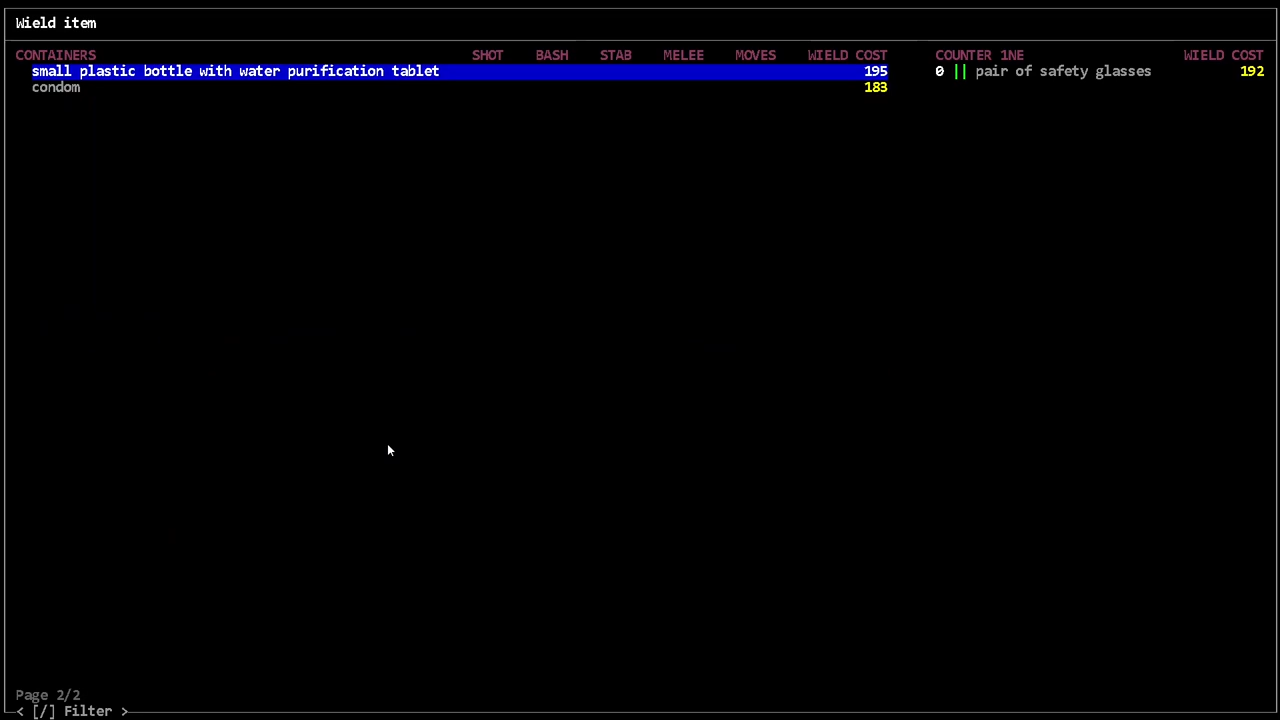 Wield item
CONTAINERS SHOT BASH STAB MELEE MOVES WIELD COST COUNTER 1NE WIELD COST
small plastic bottle with water purification tablet 195 0 || pair of safety glasses 192
condom 183
Page 2/2
< [/] Filter >